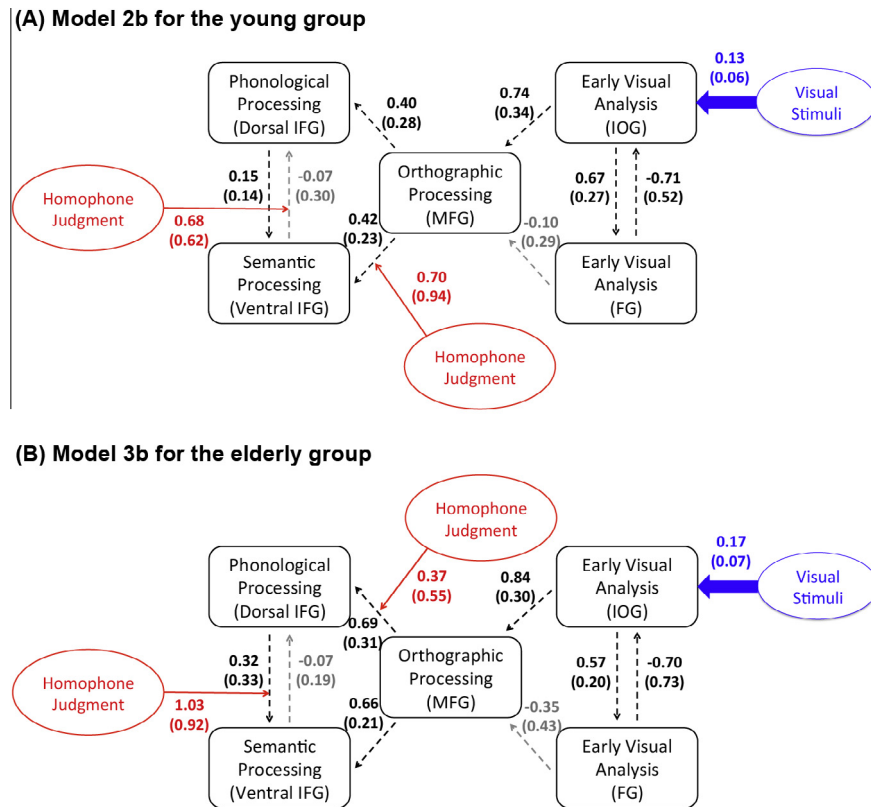 (A) Model 2b for the young group
Phonological
Processing
(Dorsal IFG)
0.40
(0.28)
0.74
(0.34)
Early Visual
Analysis
(IOG)
0.13
(0.06)
Visual
Stimuli
Homophone
Judgment
0.68
(0.62)
0.15
(0.14)
-0.07
(0.30)
Orthographic
Processing
(MFG)
0.67
(0.27)
-0.71
(0.52)
0.42
(0.23)
-0.10
(0.29)
Semantic
Processing
(Ventral IFG)
0.70
(0.94)
Early Visual
Analysis
(FG)
Homophone
Judgment
(B) Model 3b for the elderly group
Homophone
Judgment
Phonological
Processing
(Dorsal IFG)
0.37
(0.55)
0.69
(0.31)
0.84
(0.30)
Early Visual
Analysis
(IOG)
0.17
(0.07)
Visual
Stimuli
Homophone
Judgment
1.03
(0.92)
0.32
(0.33)
-0.07
(0.19)
Orthographic
Processing
(MFG)
0.57
(0.20)
-0.70
(0.73)
0.66
(0.21)
-0.35
(0.43)
Semantic
Processing
(Ventral IFG)
Early Visual
Analysis
(FG)